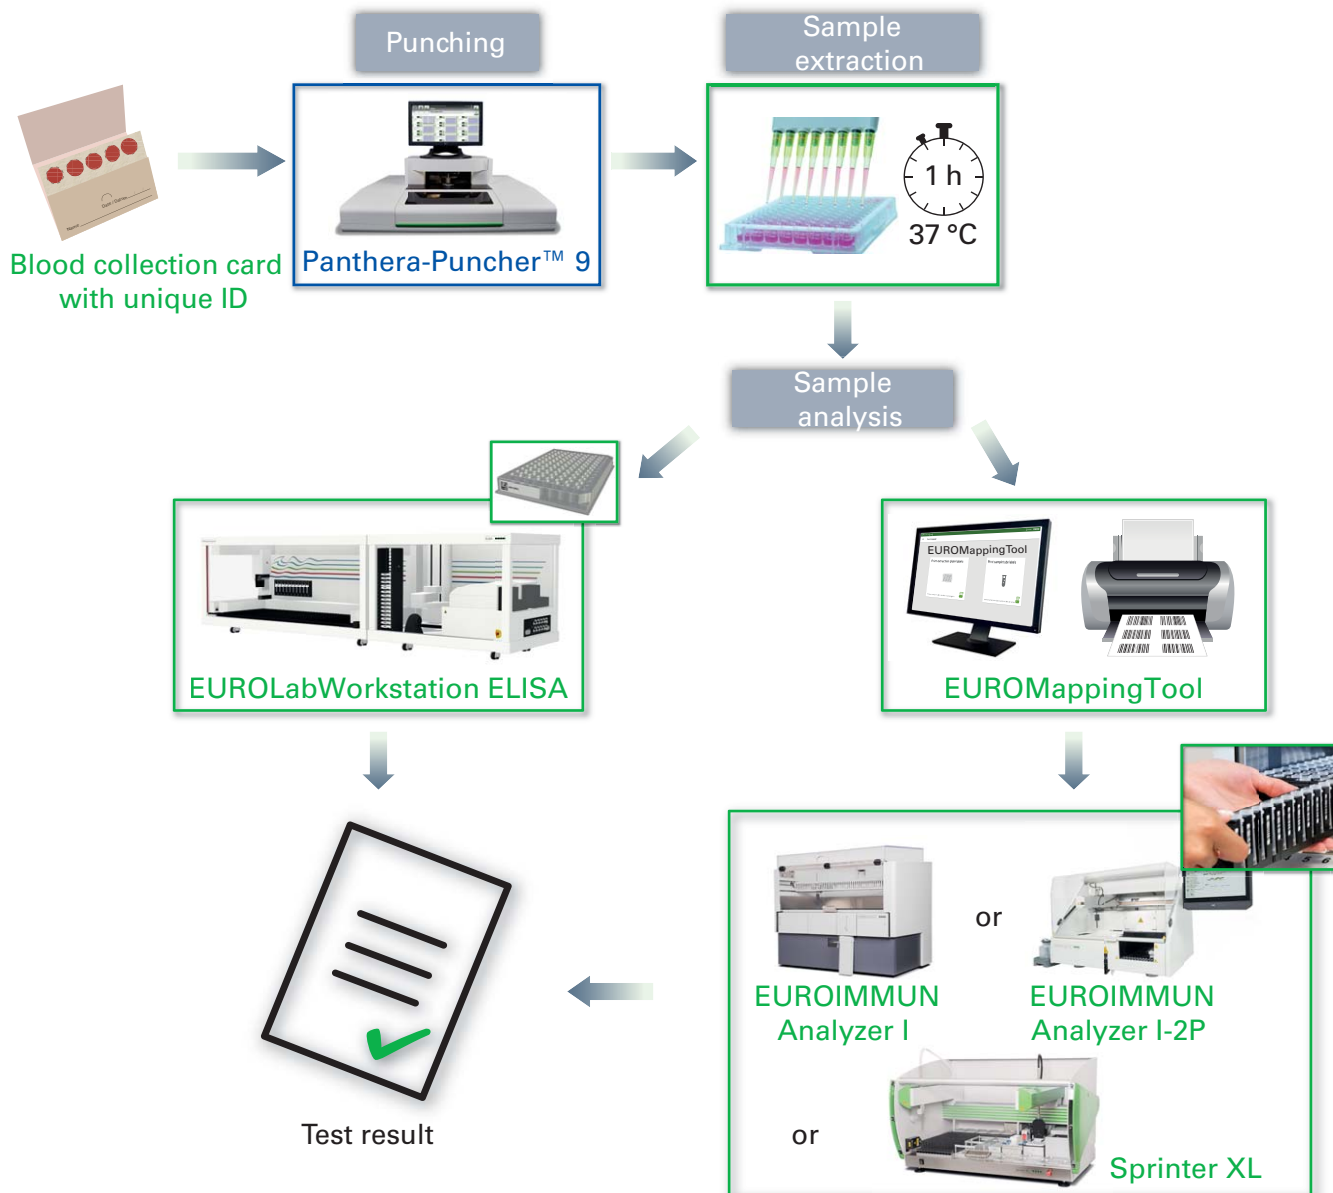 Punching
Sample
extraction
1 h
37 °C
Panthera-Puncher™ 9
Blood collection card
with unique ID
Sample
analysis
EUROMappingTool
EUROLabWorkstation ELISA
EUROMappingTool
or
EUROIMMUN
Analyzer I
EUROIMMUN
Analyzer I-2P
Test result
or
Sprinter XL